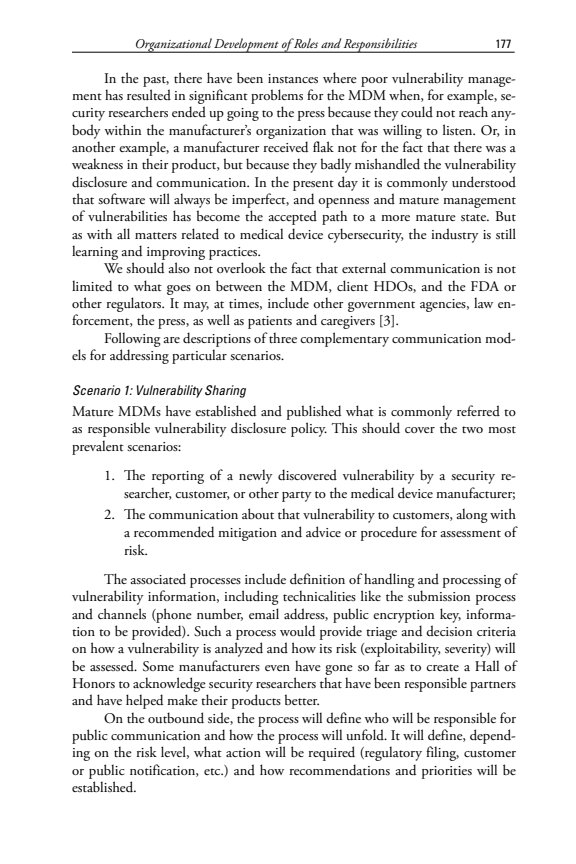 Organizational Development of Roles and Responsibilities 177
In the past, there have been instances where poor vulnerability manage-
ment has resulted in significant problems for the MDM when, for example, se-
curity researchers ended up going to the press because they could not reach any-
body within the manufacturer’s organization that was willing to listen. Or, in
another example, a manufacturer received flak not for the fact that there was a
weakness in their product, but because they badly mishandled the vulnerability
disclosure and communication. In the present day it is commonly understood
that software will always be imperfect, and openness and mature management
of vulnerabilities has become the accepted path to a more mature state. But
as with all matters related to medical device cybersecurity, the industry is still
learning and improving practices.
We should also not overlook the fact that external communication is not
limited to what goes on between the MDM, client HDOs, and the FDA or
other regulators. It may, at times, include other government agencies, law en-
forcement, the press, as well as patients and caregivers [3].
Following are descriptions of three complementary communication mod-
els for addressing particular scenarios.
Scenario 1: Vulnerability Sharing
Mature MDMs have established and published what is commonly referred to
as responsible vulnerability disclosure policy. This should cover the two most
prevalent scenarios:
1. The reporting of a newly discovered vulnerability by a security re-
searcher, customer, or other party to the medical device manufacturer;
2. The communication about that vulnerability to customers, along with
a recommended mitigation and advice or procedure for assessment of
risk.
The associated processes include definition of handling and processing of
vulnerability information, including technicalities like the submission process
and channels (phone number, email address, public encryption key, informa-
tion to be provided). Such a process would provide triage and decision criteria
on how a vulnerability is analyzed and how its risk (exploitability, severity) will
be assessed. Some manufacturers even have gone so far as to create a Hall of
Honors to acknowledge security researchers that have been responsible partners
and have helped make their products better.
On the outbound side, the process will define who will be responsible for
public communication and how the process will unfold. It will define, depend-
ing on the risk level, what action will be required (regulatory filing, customer
or public notification, etc.) and how recommendations and priorities will be
established.